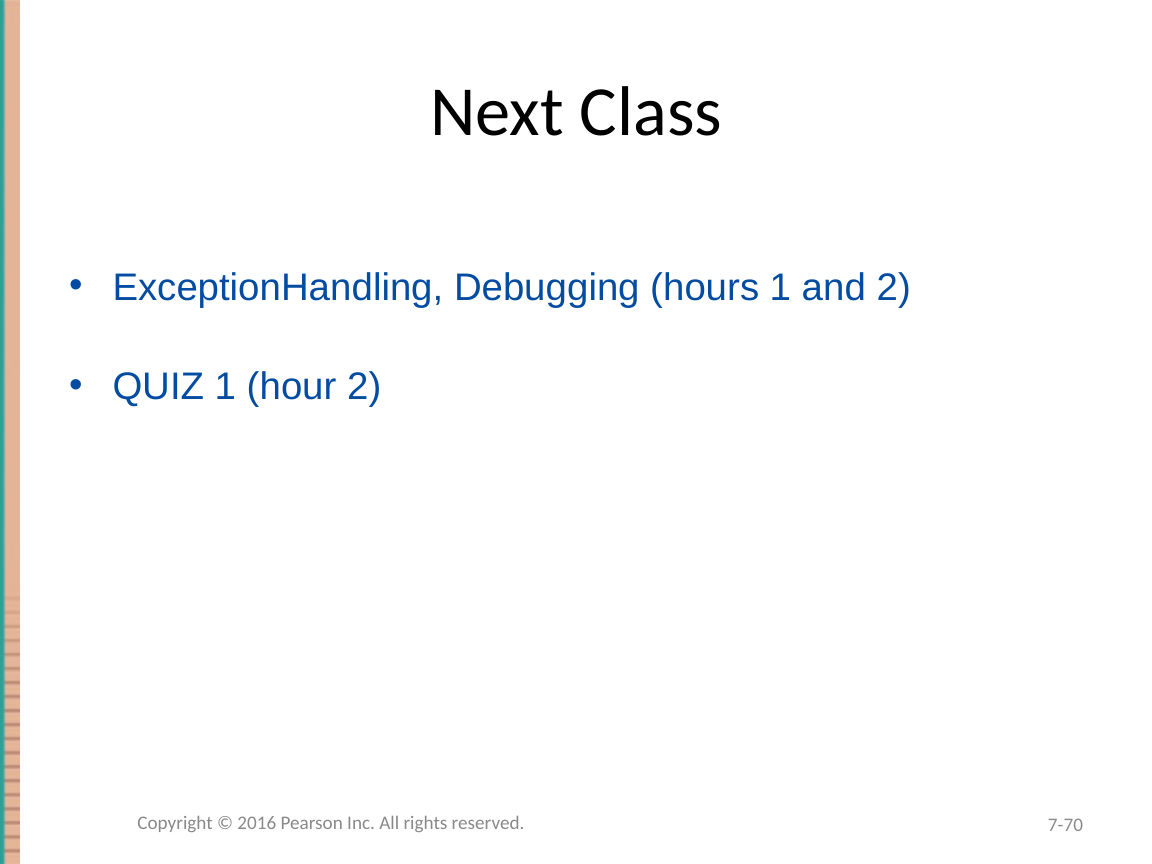 Next Class
• ExceptionHandling, Debugging (hours 1 and 2)
• QUIZ 1 (hour 2)
Copyright © 2016 Pearson Inc. All rights reserved.
7-70